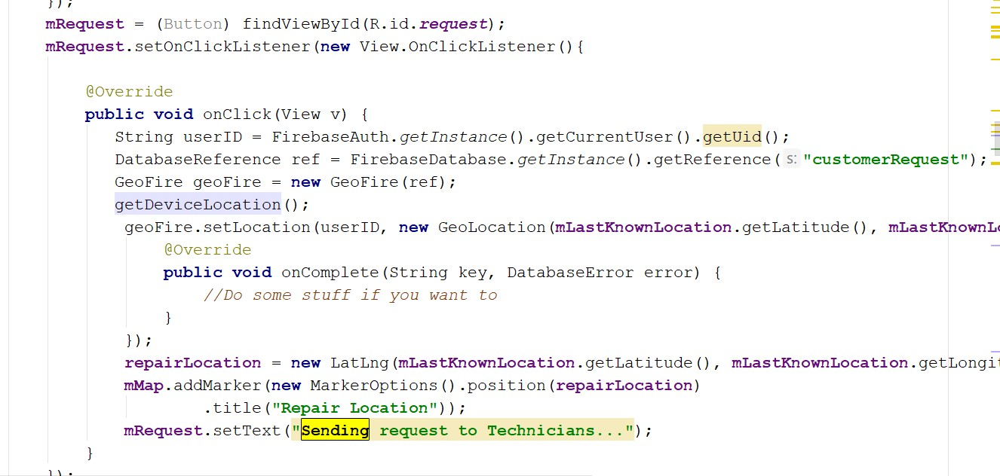 });
mRequest = (Button) findViewById(R.id.request);
mRequest.setOnClickListener(new View.OnClickListener(){
@Override
public void onClick(View v) {
String userID = FirebaseAuth.getInstance().getCurrentUser().getUid();
DatabaseReference ref = FirebaseDatabase.getInstance().getReference( s: "customerRequest");
GeoFire geoFire = new GeoFire(ref);
getDeviceLocation();
geoFire.setLocation(userID, new GeoLocation(mLastKnownLocation.getLatitude(), mLastKnownL
@Override
public void onComplete(String key, DatabaseError error) {
//Do some stuff if you want to
}
});
repairLocation = new LatLng(mLastKnownLocation.getLatitude(), mLastKnownLocation.getLongit
mMap.addMarker(new MarkerOptions().position(repairLocation)
.title("Repair Location"));
mRequest.setText("Sending request to Technicians...");
}
});